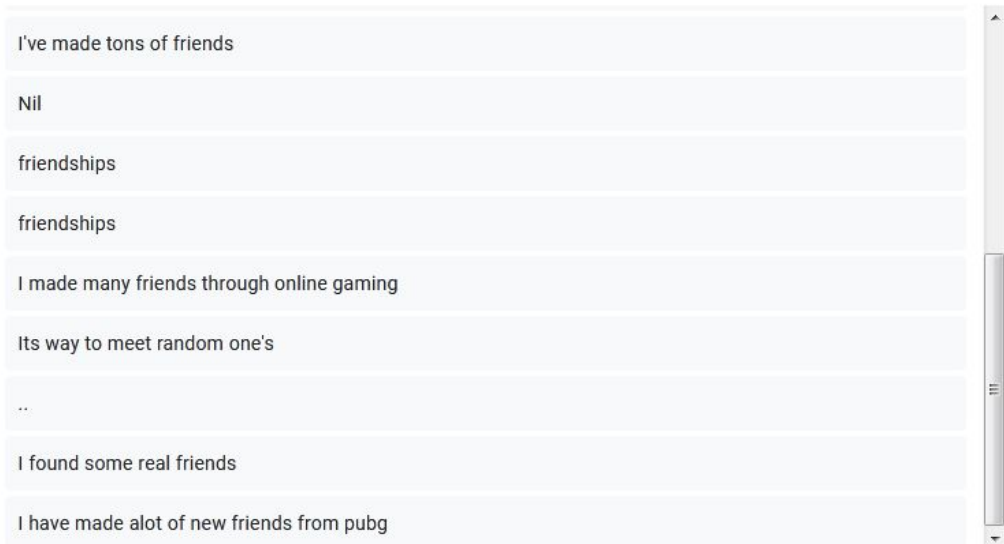 I've made tons of friends
Nil
friendships
friendships
I made many friends through online gaming
Its way to meet random one's
..
I found some real friends
I have made alot of new friends from pubg